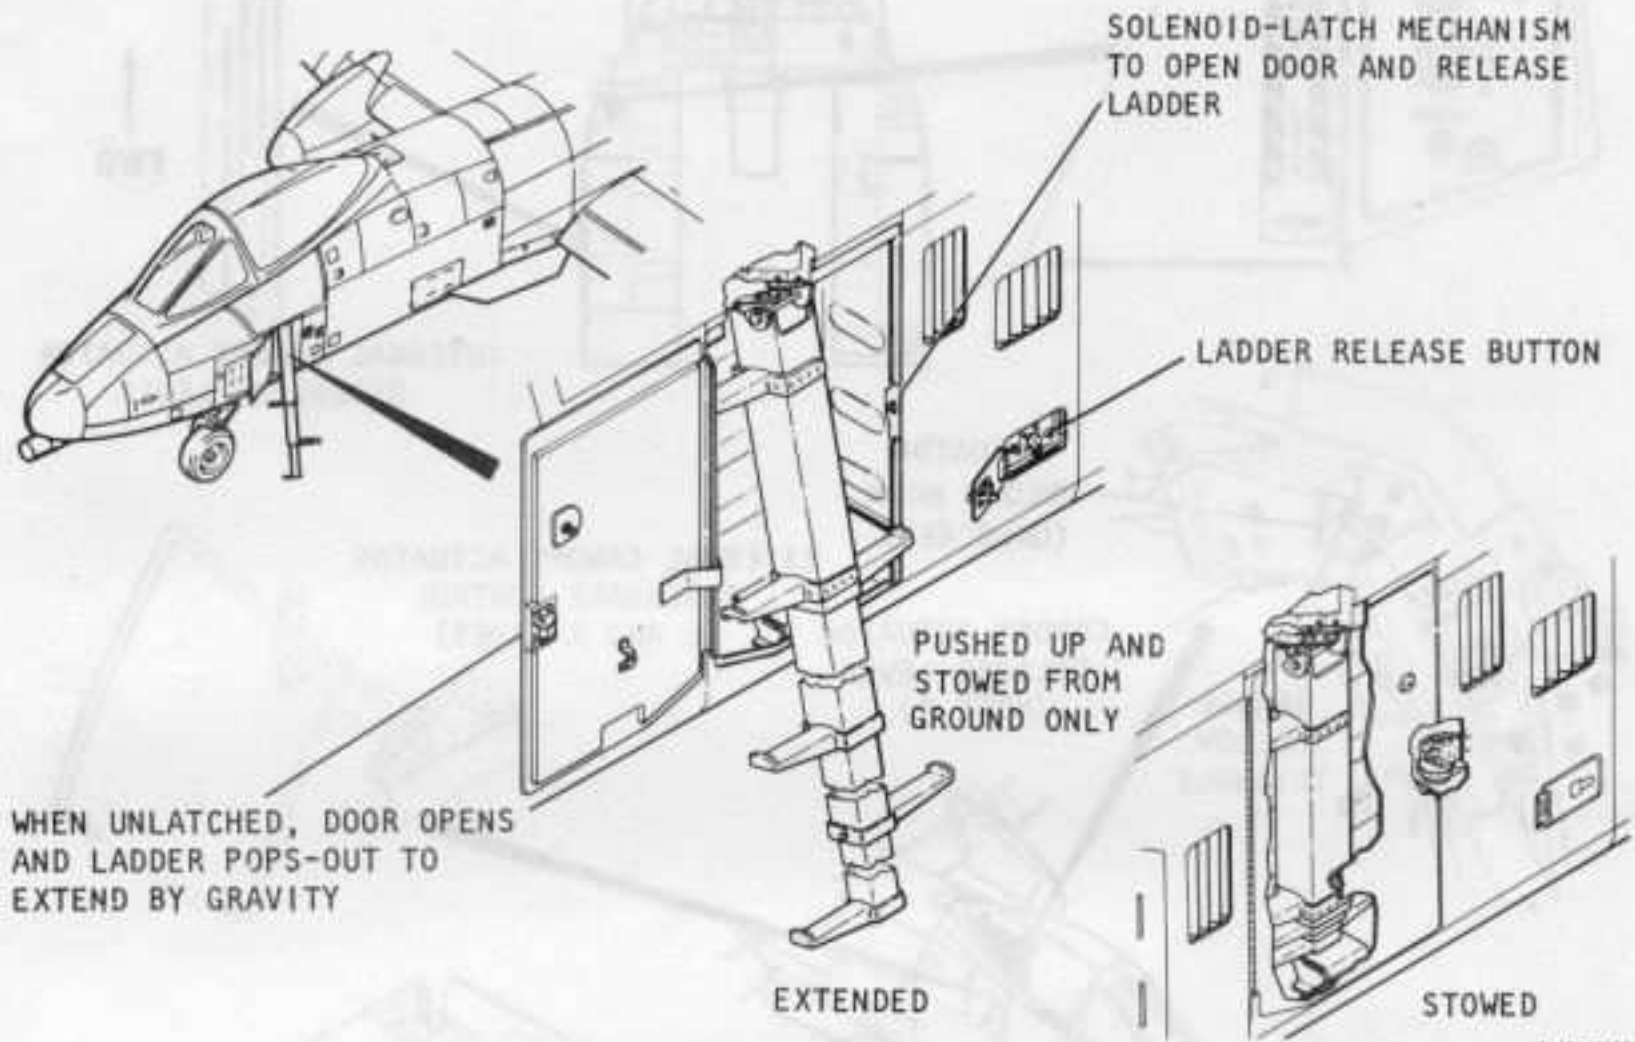 SOLENOID-LATCH MECHANISM
TO OPEN DOOR AND RELEASE
LADDER
LADDER RELEASE BUTTON
PUSHED UP AND
STOWED FROM
GROUND ONLY
WHEN UNLATCHED, DOOR OPENS
AND LADDER POPS-OUT TO
EXTEND BY GRAVITY
EXTENDED
STOWED